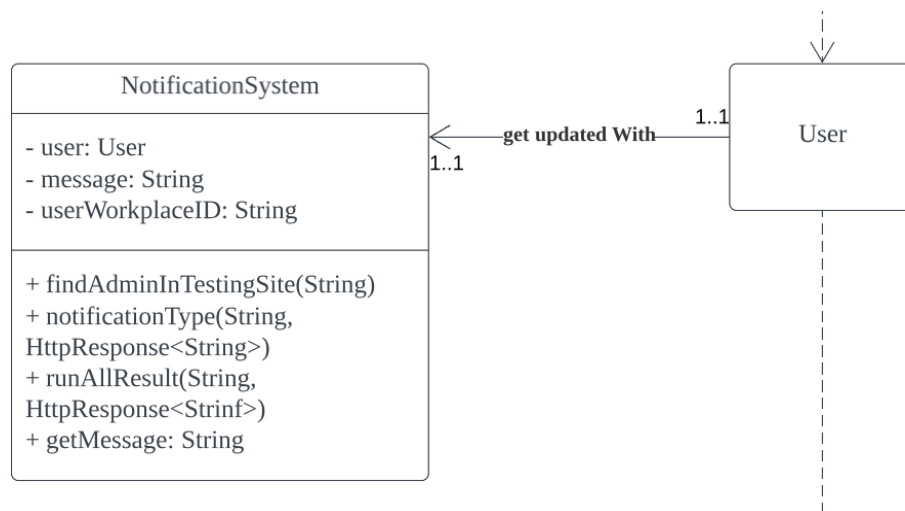 NotificationSystem
- user: User
- message: String
- userWorkplaceID: String
+ findAdminInTestingSite(String)
+ notificationType(String,
HttpResponse<String>)
+ runAllResult(String,
HttpResponse<Strinf>)
+ getMessage: String
1..1
get updated With
1..1
User